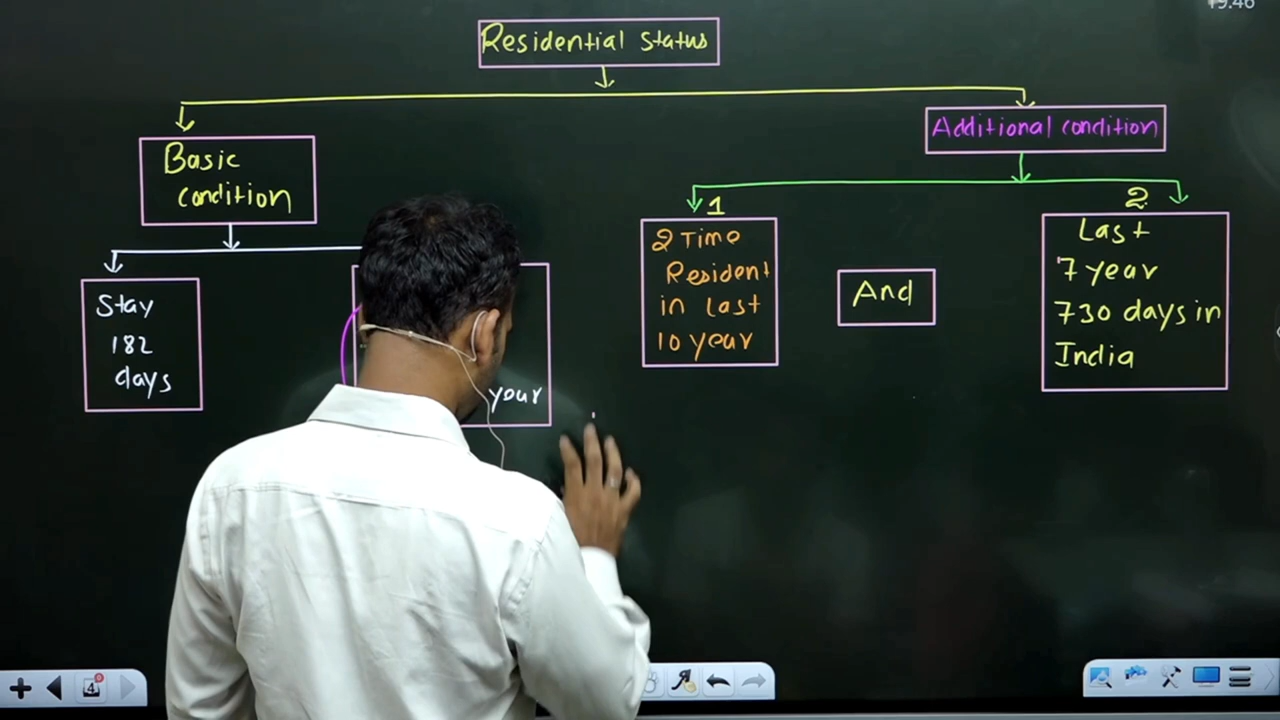 Residential status
Additional condition
Basic
condition
1
2
2 Time
Resident
in last
10 year
And
Last
7 year
730 days in
India
Stay
182
days
year
4